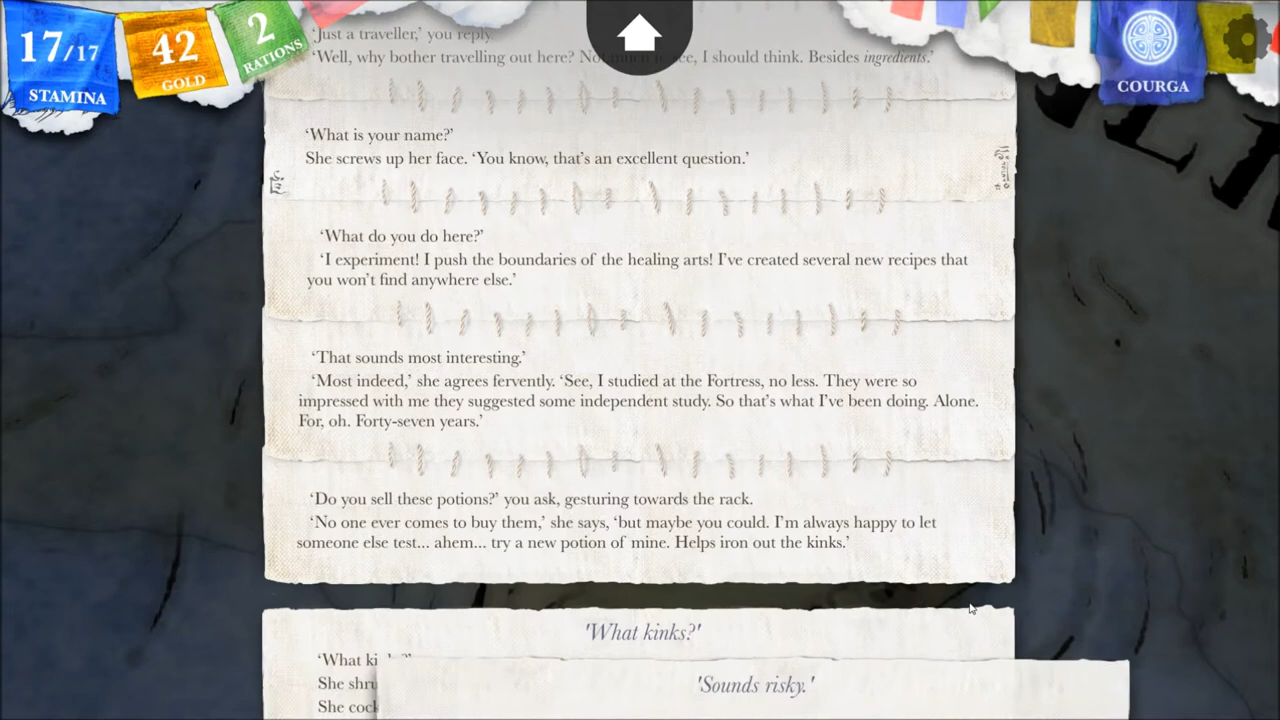 17/17
STAMINA
42
GOLD
2
RATIONS
COURGA
'Just a traveller,' you reply.
'Well, why bother travelling out here? Not much to see, I should think. Besides ingredients.'
'What is your name?'
She screws up her face. 'You know, that's an excellent question.'
'What do you do here?'
'I experiment! I push the boundaries of the healing arts! I've created several new recipes that
you won't find anywhere else.'
'That sounds most interesting.'
'Most indeed,' she agrees fervently. 'See, I studied at the Fortress, no less. They were so
impressed with me they suggested some independent study. So that's what I've been doing. Alone.
For, oh. Forty-seven years.'
'Do you sell these potions?' you ask, gesturing towards the rack.
'No one ever comes to buy them,' she says, 'but maybe you could. I'm always happy to let
someone else test... ahem... try a new potion of mine. Helps iron out the kinks.'
'What kinks?'
'What
She
She
'Sounds risky.'